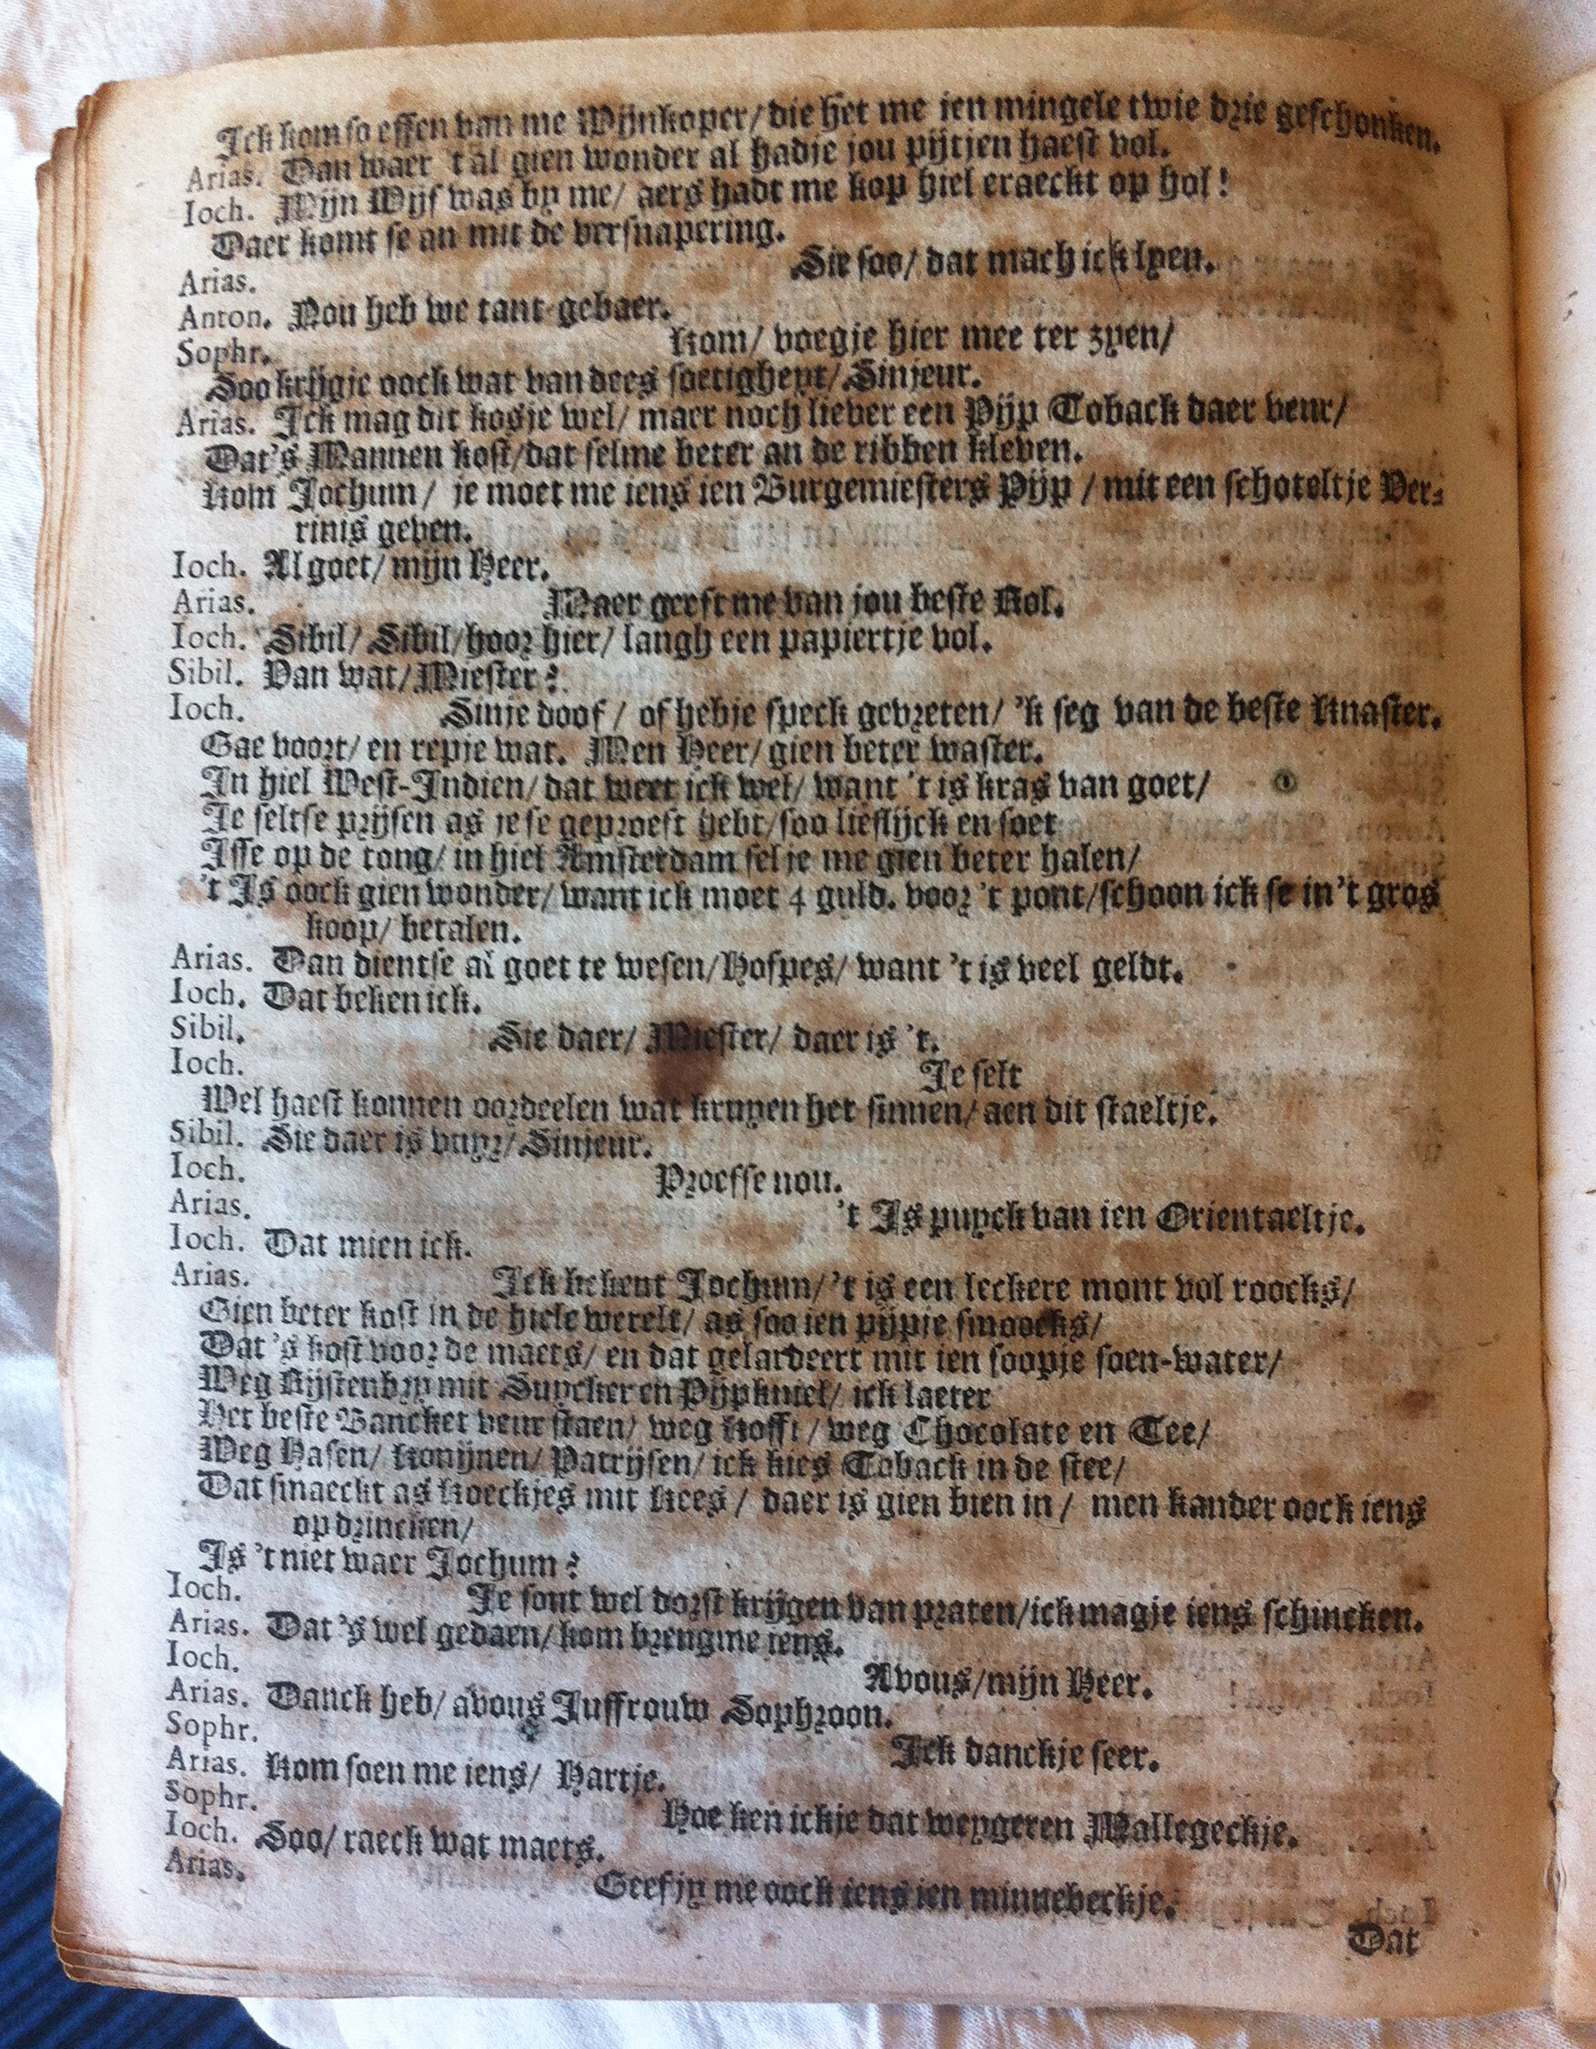 Ick kom so effen van me Wijnkoper/ die het me ien mingele twie drie geschonken.
Arias. Dan waer 't al gien wonder al hadje jou pijtjen haest vol.
Ioch. Mijn Wijf was by me/ aers hadt me kop hiel eraeckt op hol!
Daer komt se an mit de versnapering.
Arias. Sie soo/ dat mach ick lyen.
Anton. Nou heb we tant-gebaer.
Sophr. Kom/ voegje hier mee ter zyen/
Soo krijgje oock wat van dees soetigheyt/ Sinjeur.
Arias. Ick mag dit kosje wel/ maer noch liever een Pijp Toback daer veur/
Dat's Mannen kost/ dat selme beter an de ribben kleven.
Kom Jochum/ je moet me iens ien Burgemiesters Pijp/ mit een schoteltje Ver-
rinis geven.
Ioch. Al goet/ mijn Heer.
Arias. Maer geeft me van jou beste Rol.
Ioch. Sibil/ Sibil/ hoor hier/ langh een papiertje vol.
Sibil. Van wat/ Miester?
Ioch. Sinje doof/ of hebje speck gevreten/ 'k seg van de beste Knaster.
Gae voort/ en repje wat. Men Heer/ gien beter waster.
In hiel West-Indien/ dat weet ick wel/ want 't is kras van goet/
Je seltse prijsen as je se geproeft hebt/ soo lieflijck en soet
Isse op de tong/ in hiel Amsterdam sel je me gien beter halen/
't Is oock gien wonder/ want ick moet 4 guld. voor 't pont/ schoon ick se in 't gros
koop/ betalen.
Arias. Dan dientse al goet te wesen/ Hospes/ want 't is veel geldt.
Ioch. Dat beken ick.
Sibil. Sie daer/ Miester/ daer is 't.
Ioch. Je selt
Wel haest konnen oordeelen wat kruyen het sinnen/ aen dit staeltje.
Sibil. Sie daer is vuyr/ Sinjeur.
Ioch. Proefse nou.
Arias. 't Is puyck van ien Orientaeltje.
Ioch. Dat mien ick.
Arias. Ick bekent Jochum/ 't is een leckere mont vol roocks/
Gien beter kost in de hiele werelt/ as soo ien pijpje smoocks/
Dat's kost voor de maets/ en dat gelardeert mit ien soopje soen-water/
Weg Rijstenbry mit Suycker en Pijpkniel/ ick laeter
Het beste Bancket veur staen/ weg Koffi/ weg Chocolate en Tee/
Weg Hasen/ Konijnen/ Patrijsen/ ick kies Toback in de stee/
Dat smaeckt as Koeckjes mit Kees/ daer is gien bien in/ men kander oock iens
op drincken/
Is 't niet waer Jochum?
Ioch. Je sout wel dorst krijgen van praten/ ick magje iens schincken.
Arias. Dat's wel gedaen/ kom brengme iens.
Ioch. Avous/ mijn Heer.
Arias. Danck heb/ avous Juffrouw Sophroon.
Sophr. Ick danckje seer.
Arias. Kom soen me iens/ Hartje.
Sophr. Hoe ken ickje dat weygeren Mallegeckje.
Ioch. Soo/ raeck wat maets.
Arias. Geef jy me oock iens ien minnebeckje.
Dat